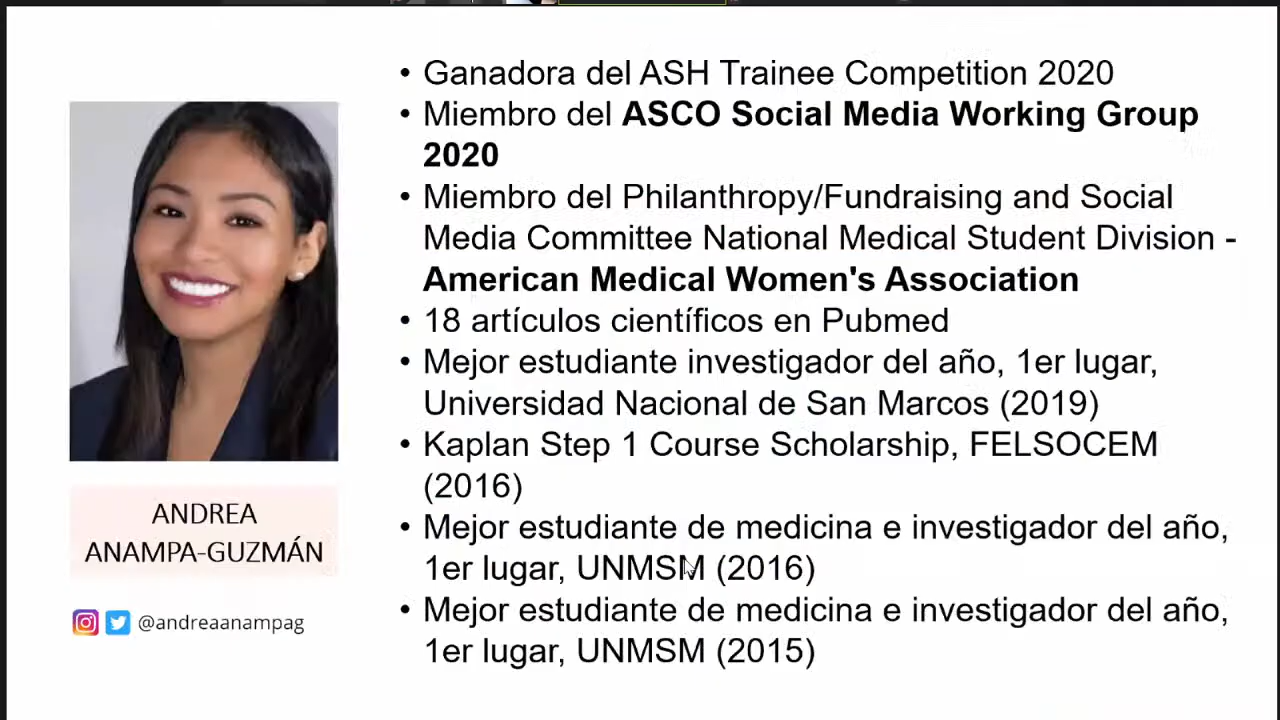 • Ganadora del ASH Trainee Competition 2020
• Miembro del ASCO Social Media Working Group
2020
• Miembro del Philanthropy/Fundraising and Social
Media Committee National Medical Student Division -
American Medical Women's Association
• 18 artículos científicos en Pubmed
• Mejor estudiante investigador del año, 1er lugar,
Universidad Nacional de San Marcos (2019)
• Kaplan Step 1 Course Scholarship, FELSOCEM
(2016)
• Mejor estudiante de medicina e investigador del año,
1er lugar, UNMSM (2016)
• Mejor estudiante de medicina e investigador del año,
1er lugar, UNMSM (2015)
ANDREA
ANAMPA-GUZMÁN
@andreaanampag